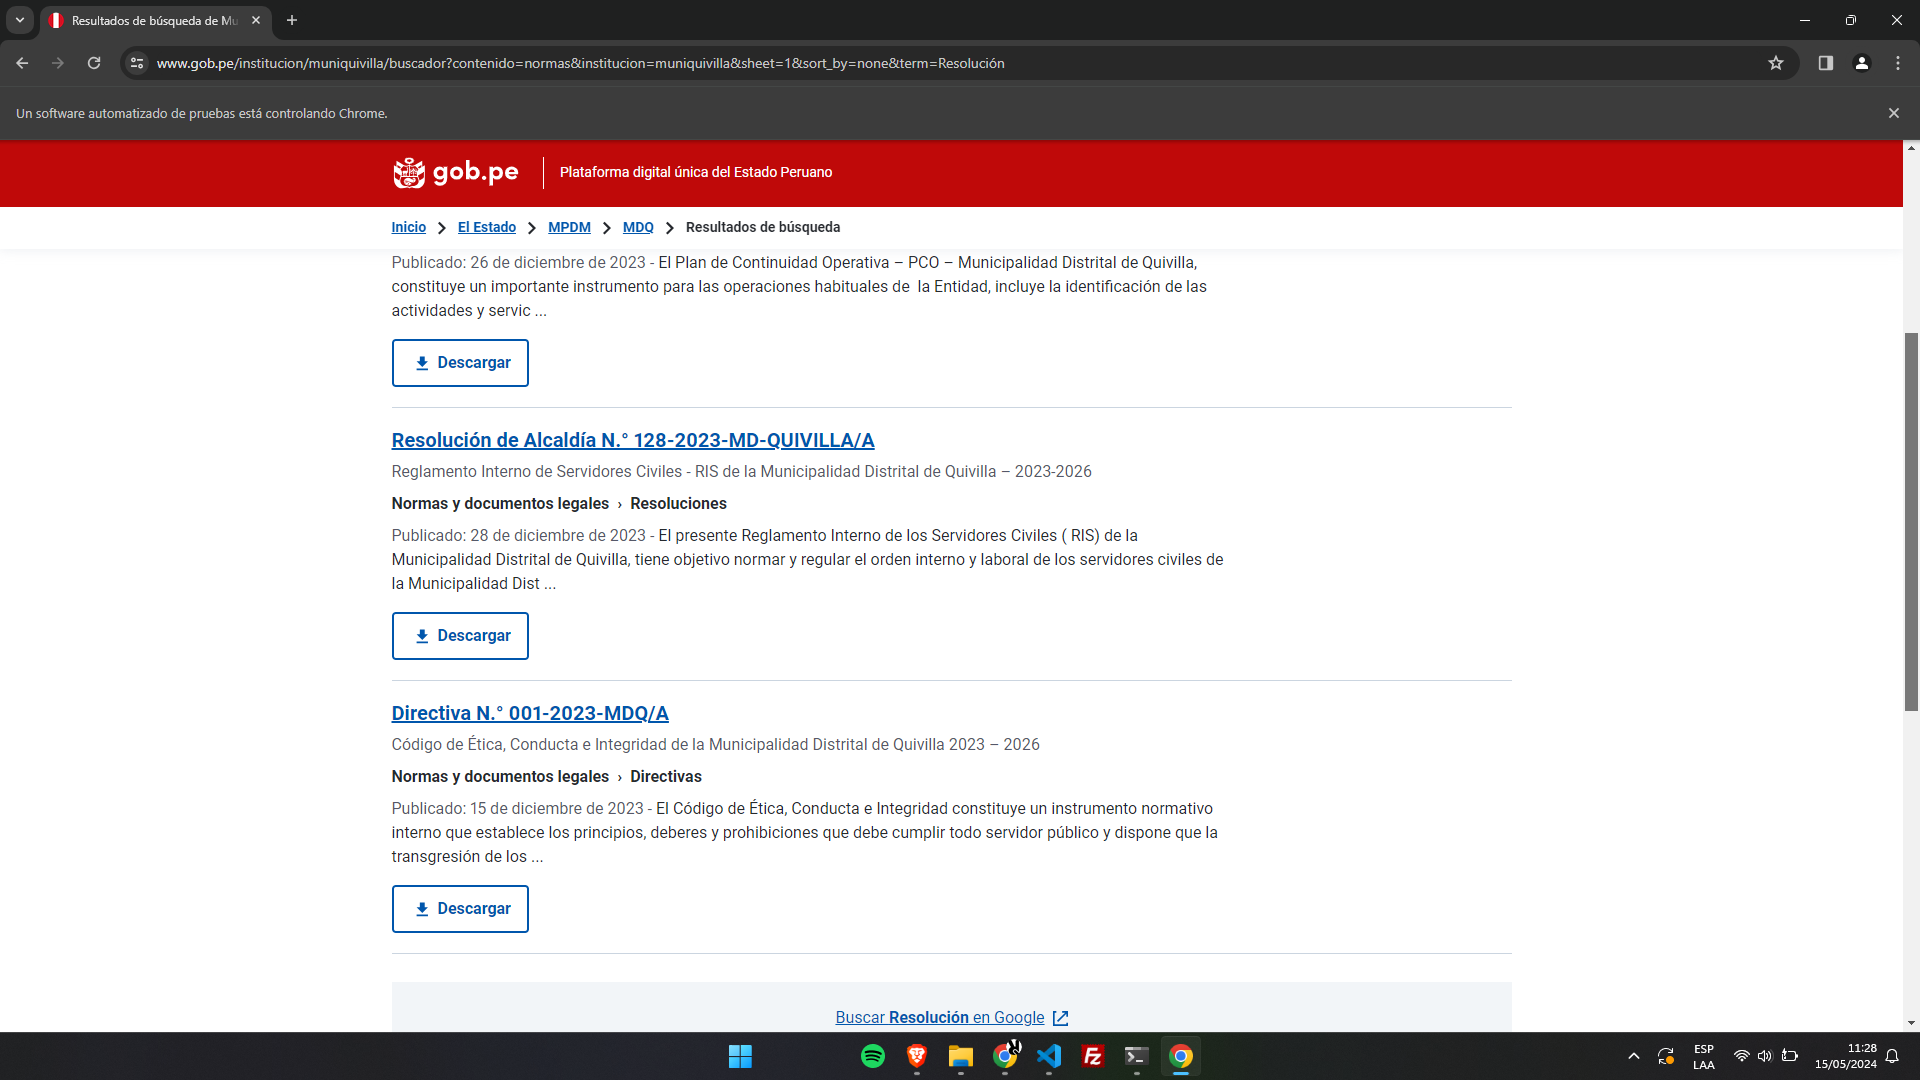 Resultados de búsqueda de Mu
www.gob.pe/institucion/muniquivilla/buscador?contenido=normas&institucion=muniquivilla&sheet=1&sort_by=none&term=Resolución
Un software automatizado de pruebas está controlando Chrome.
gob.pe
Plataforma digital única del Estado Peruano
Inicio
El Estado
MPDM
MDQ
Resultados de búsqueda
Publicado: 26 de diciembre de 2023 - El Plan de Continuidad Operativa – PCO – Municipalidad Distrital de Quivilla,
constituye un importante instrumento para las operaciones habituales de la Entidad, incluye la identificación de las
actividades y servic ...
Descargar
Resolución de Alcaldía N.° 128-2023-MD-QUIVILLA/A
Reglamento Interno de Servidores Civiles - RIS de la Municipalidad Distrital de Quivilla – 2023-2026
Normas y documentos legales › Resoluciones
Publicado: 28 de diciembre de 2023 - El presente Reglamento Interno de los Servidores Civiles ( RIS) de la
Municipalidad Distrital de Quivilla, tiene objetivo normar y regular el orden interno y laboral de los servidores civiles de
la Municipalidad Dist ...
Descargar
Directiva N.° 001-2023-MDQ/A
Código de Ética, Conducta e Integridad de la Municipalidad Distrital de Quivilla 2023 – 2026
Normas y documentos legales › Directivas
Publicado: 15 de diciembre de 2023 - El Código de Ética, Conducta e Integridad constituye un instrumento normativo
interno que establece los principios, deberes y prohibiciones que debe cumplir todo servidor público y dispone que la
transgresión de los ...
Descargar
Buscar Resolución en Google
ESP
LAA
11:28
15/05/2024